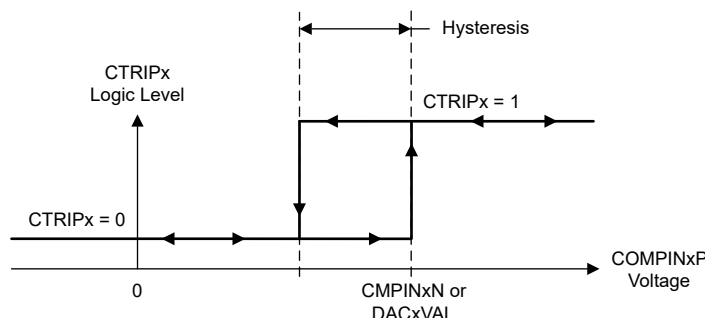 Hysteresis
CTRIPx
Logic Level
CTRIPx = 1
CTRIPx = 0
COMPINxP
Voltage
0
CMPINxN or
DACxVAL